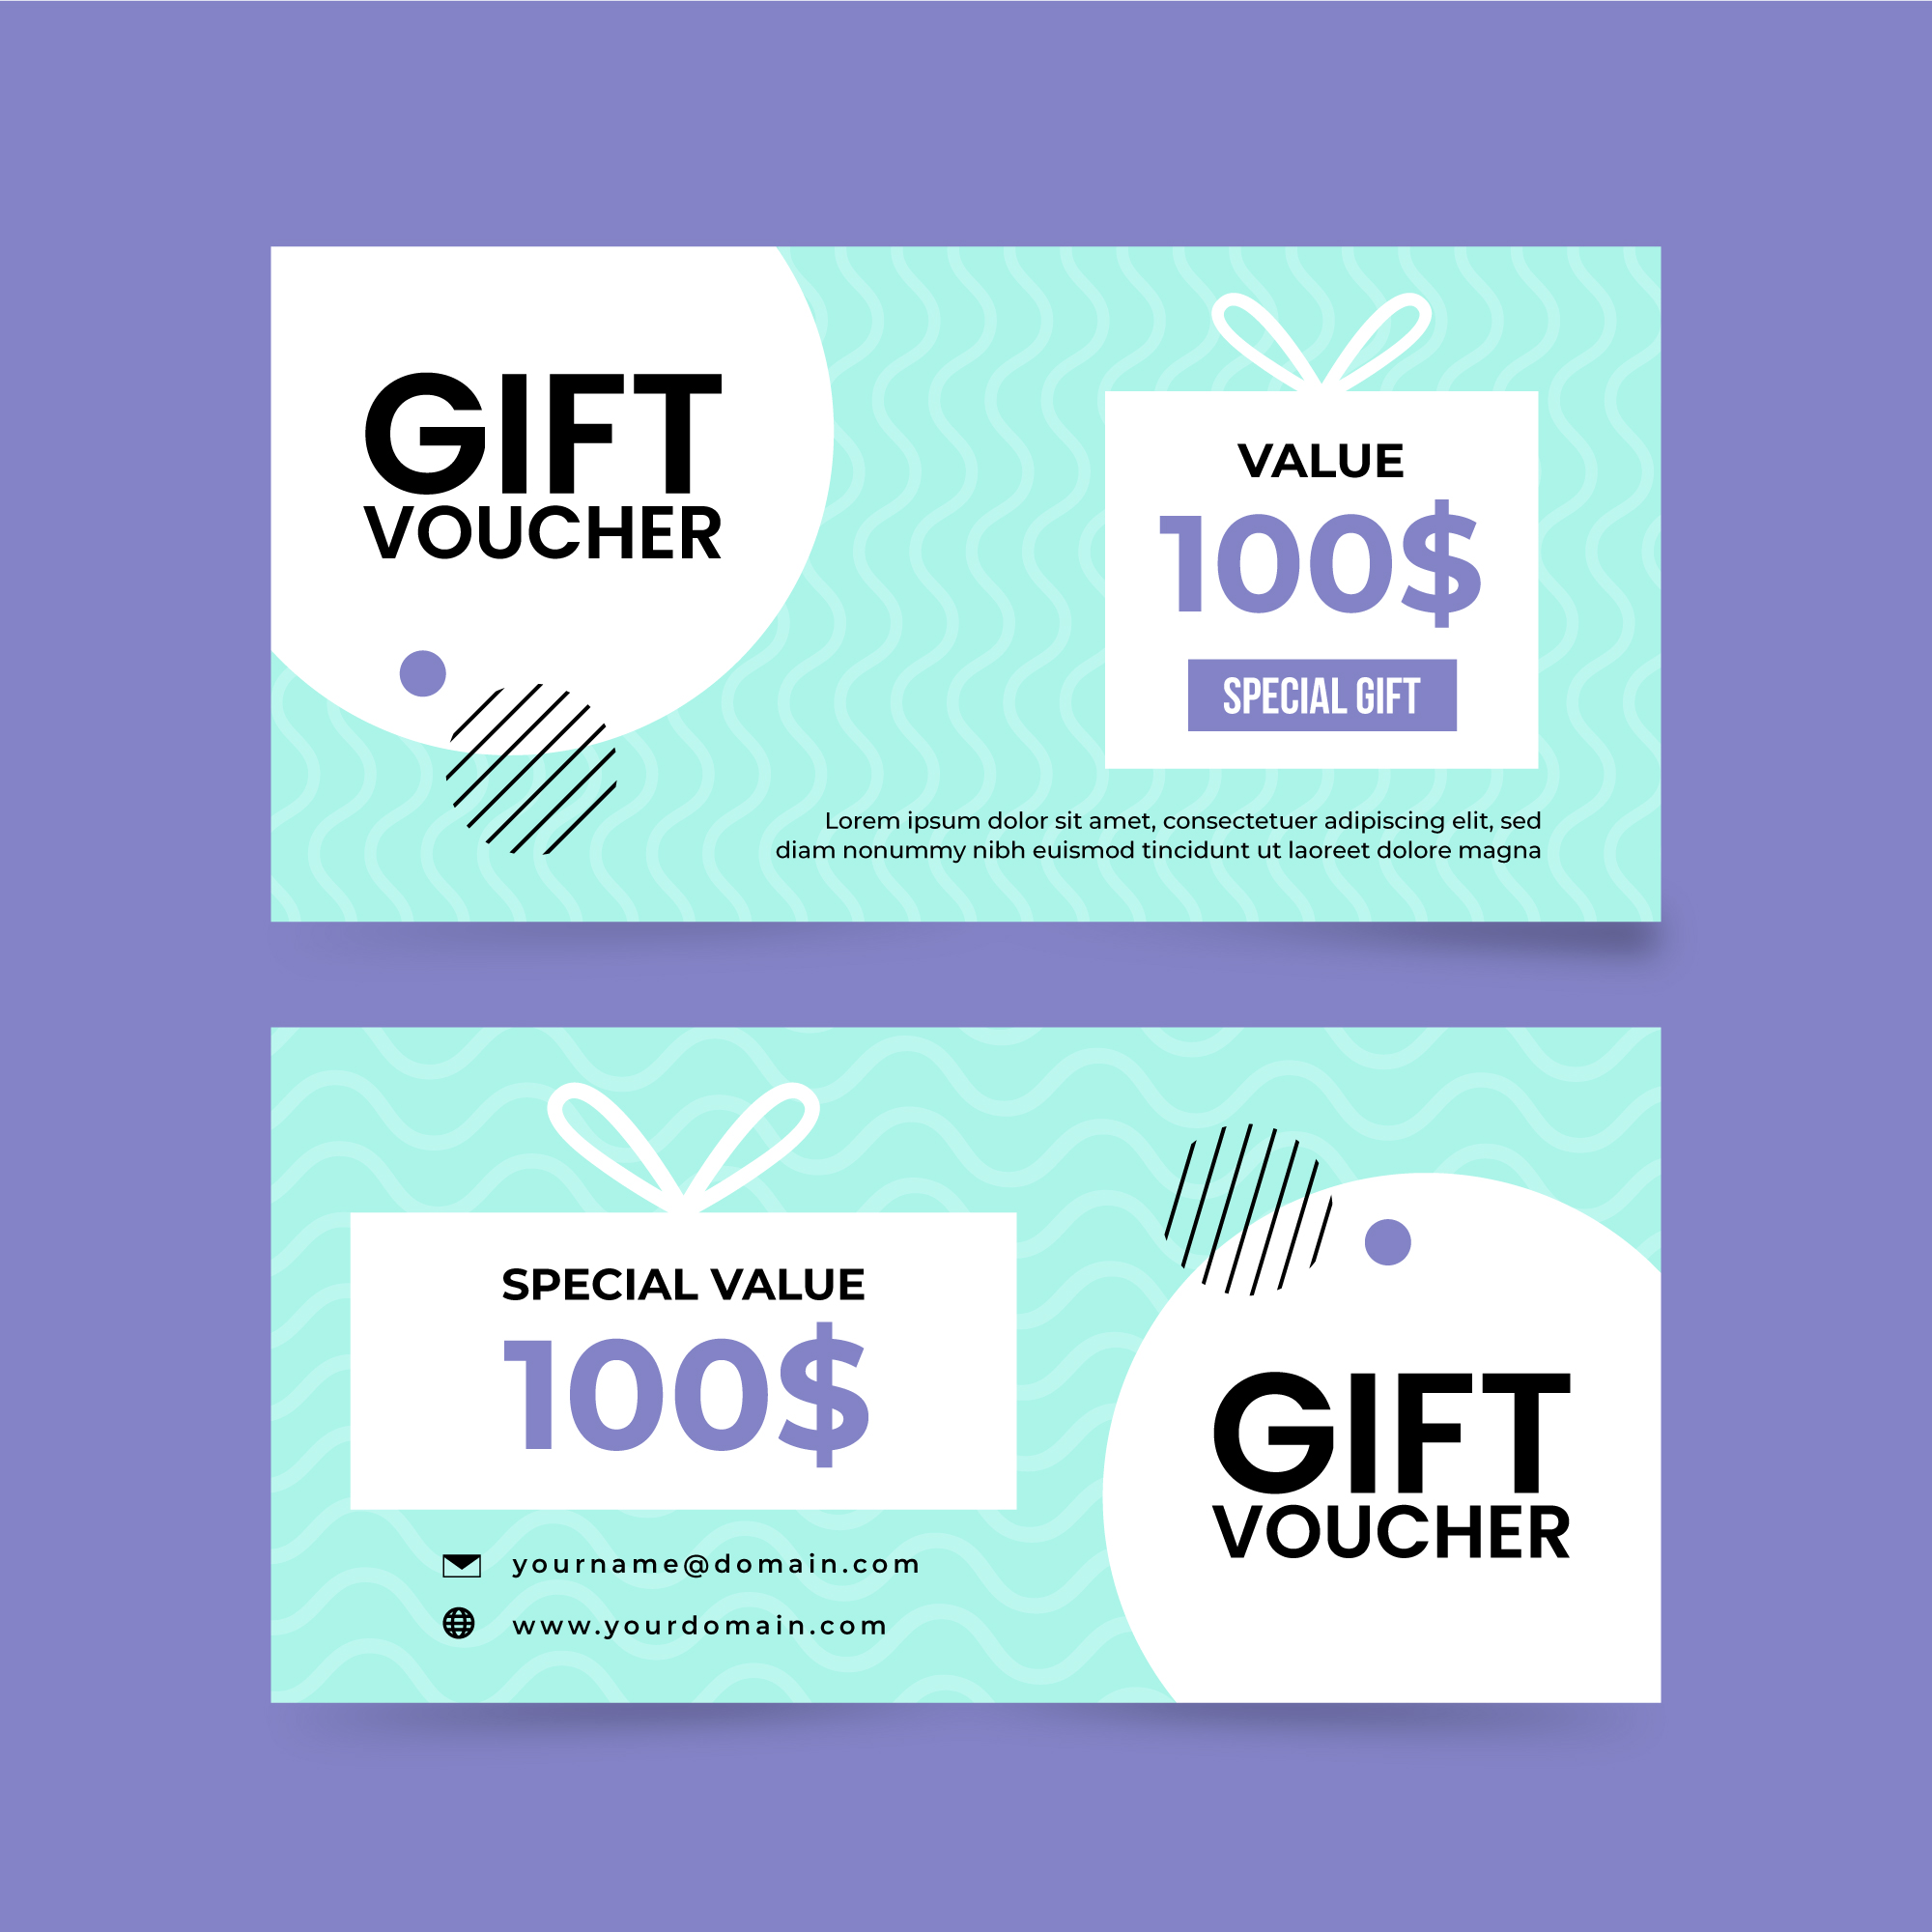 GIFT
VOUCHER
VALUE
100$
SPECIAL GIFT
Lorem ipsum dolor sit amet, consectetuer adipiscing elit, sed
diam nonummy nibh euismod tincidunt ut laoreet dolore magna
SPECIAL VALUE
100$
yourname@domain.com
www.yourdomain.com
GIFT
VOUCHER